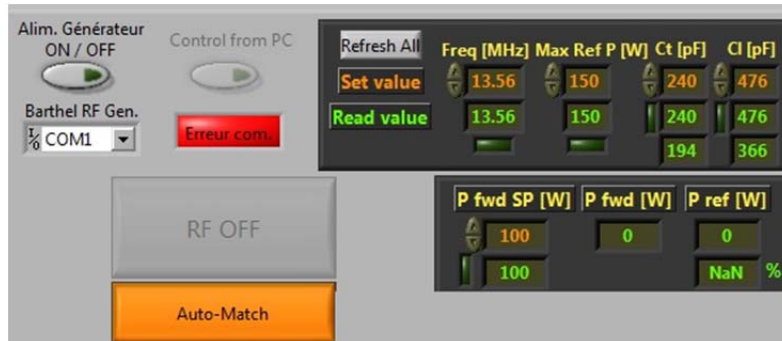 Alim. Générateur
ON / OFF
Control from PC
Barthel RF Gen.
I/0 COM1
Erreur com.
Refresh All Freq [MHz] Max Ref P [W] Ct [pF] Cl [pF]
Set value 13.56 150 240 476
Read value 13.56 150 240 476
194 366
RF OFF
Auto-Match
P fwd SP [W] P fwd [W] P ref [W]
100 0 0
100 NaN %